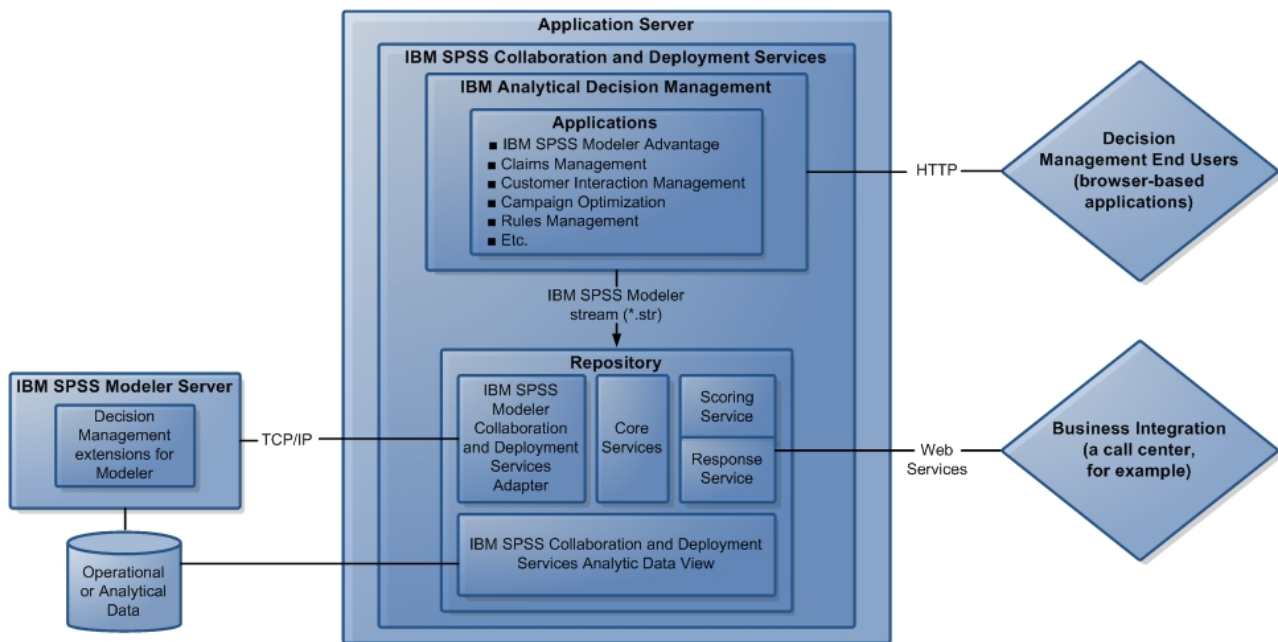 Application Server
IBM SPSS Collaboration and Deployment Services
IBM Analytical Decision Management
Applications
■ IBM SPSS Modeler Advantage
■ Claims Management
■ Customer Interaction Management
■ Campaign Optimization
■ Rules Management
■ Etc.
HTTP
Decision
Management End Users
(browser-based
applications)
IBM SPSS Modeler
stream (*.str)
Repository
IBM SPSS
Modeler
Collaboration
and Deployment
Services
Adapter
Core
Services
Scoring
Service
Response
Service
IBM SPSS Collaboration and Deployment
Services Analytic Data View
IBM SPSS Modeler Server
Decision
Management
extensions for
Modeler
TCP/IP
Operational
or Analytical
Data
Web
Services
Business Integration
(a call center,
for example)